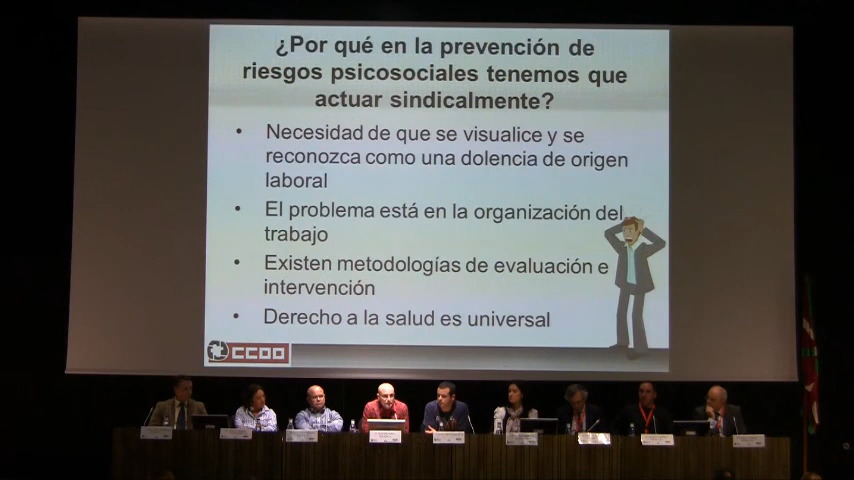 ¿Por qué en la prevención de
riesgos psicosociales tenemos que
actuar sindicalmente?
• Necesidad de que se visualice y se
reconozca como una dolencia de origen
laboral
• El problema está en la organización del
trabajo
• Existen metodologías de evaluación e
intervención
• Derecho a la salud es universal
CCOO